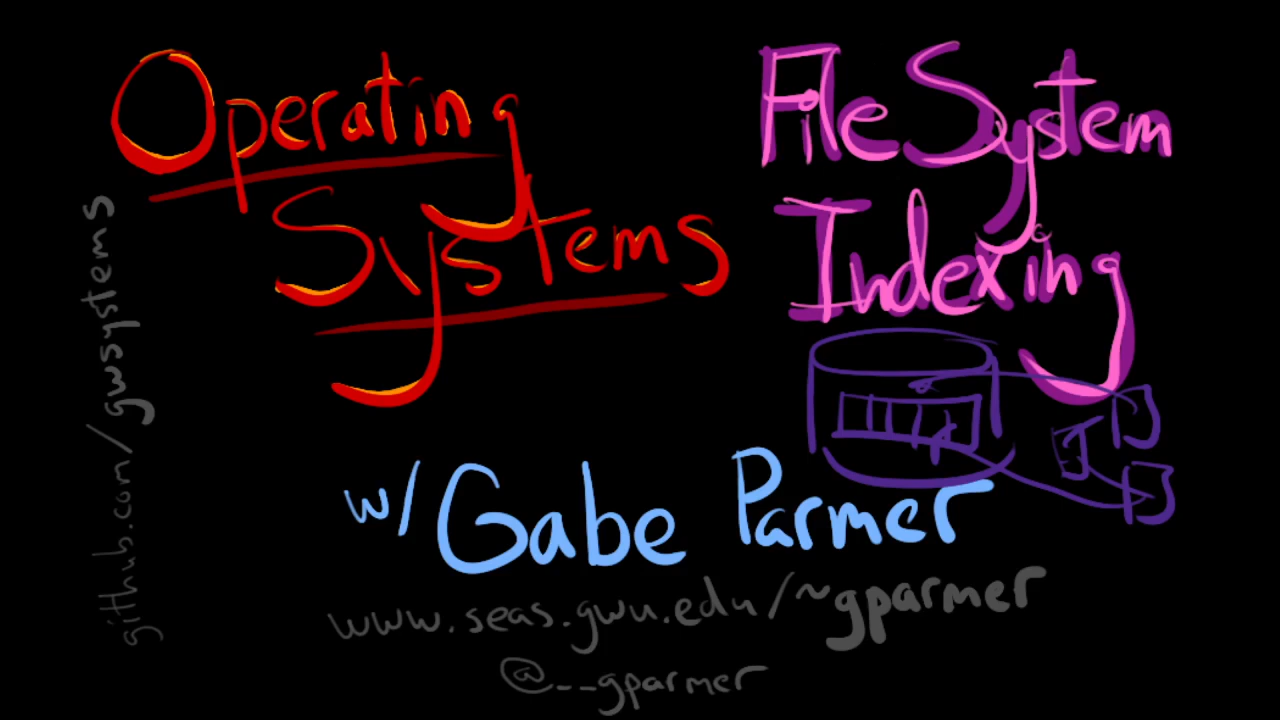 Operating
Systems
File System
Indexing
w/ Gabe Parmer
www.seas.gwu.edu/~gparmer
@__gparmer
github.com/gwsystems